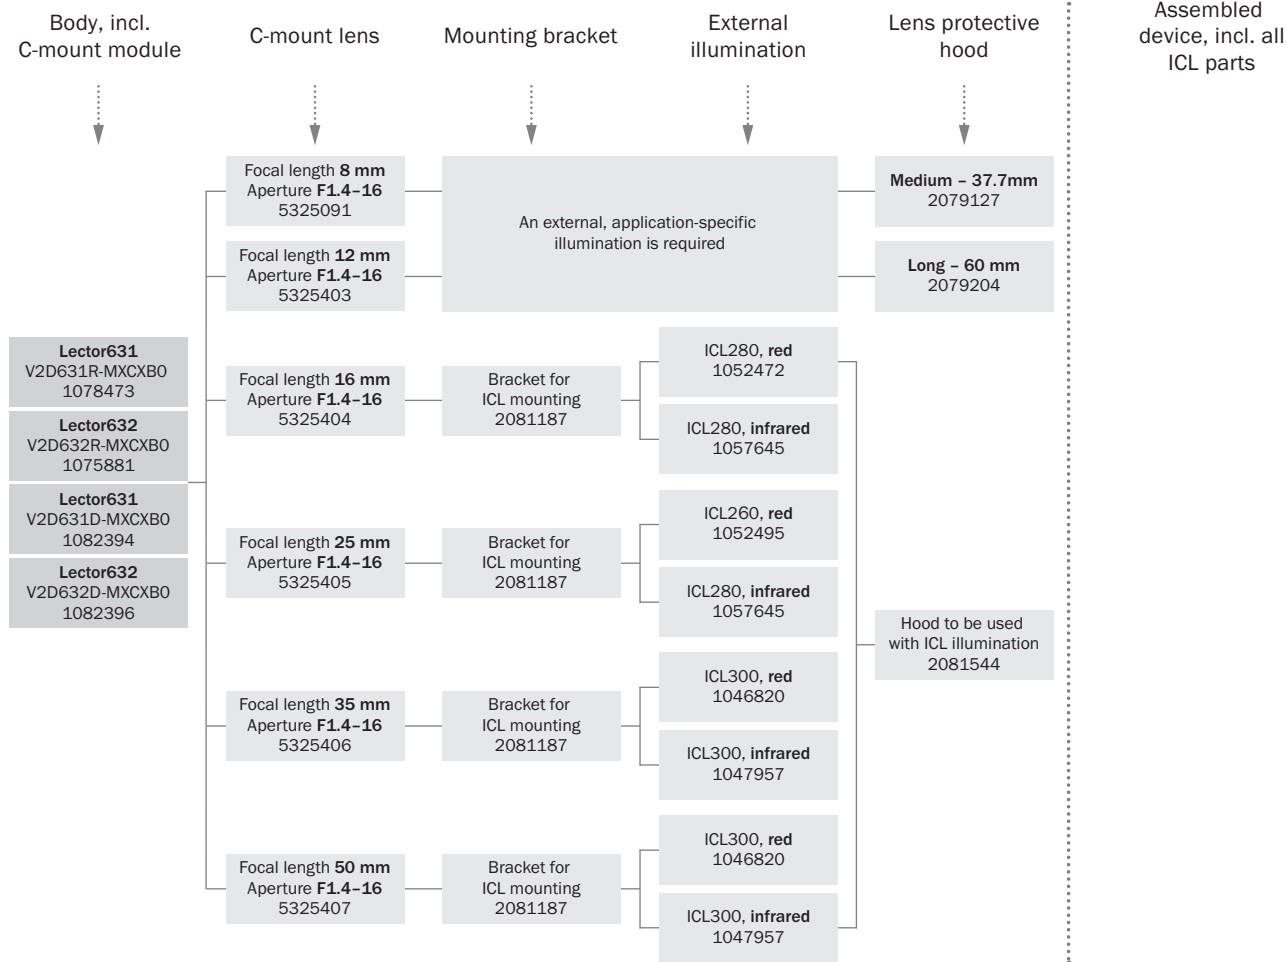 Body, incl.
C-mount module
C-mount lens
Mounting bracket
External
illumination
Lens protective
hood
Assembled
device, incl. all
ICL parts
Focal length 8 mm
Aperture F1.4–16
5325091
Focal length 12 mm
Aperture F1.4–16
5325403
An external, application-specific
illumination is required
Medium – 37.7mm
2079127
Long – 60 mm
2079204
Lector631
V2D631R-MXCXB0
1078473
Lector632
V2D632R-MXCXB0
1075881
Lector631
V2D631D-MXCXB0
1082394
Lector632
V2D632D-MXCXB0
1082396
Focal length 16 mm
Aperture F1.4–16
5325404
Bracket for
ICL mounting
2081187
ICL280, red
1052472
ICL280, infrared
1057645
Focal length 25 mm
Aperture F1.4–16
5325405
Bracket for
ICL mounting
2081187
ICL260, red
1052495
ICL280, infrared
1057645
Hood to be used
with ICL illumination
2081544
Focal length 35 mm
Aperture F1.4–16
5325406
Bracket for
ICL mounting
2081187
ICL300, red
1046820
ICL300, infrared
1047957
Focal length 50 mm
Aperture F1.4–16
5325407
Bracket for
ICL mounting
2081187
ICL300, red
1046820
ICL300, infrared
1047957